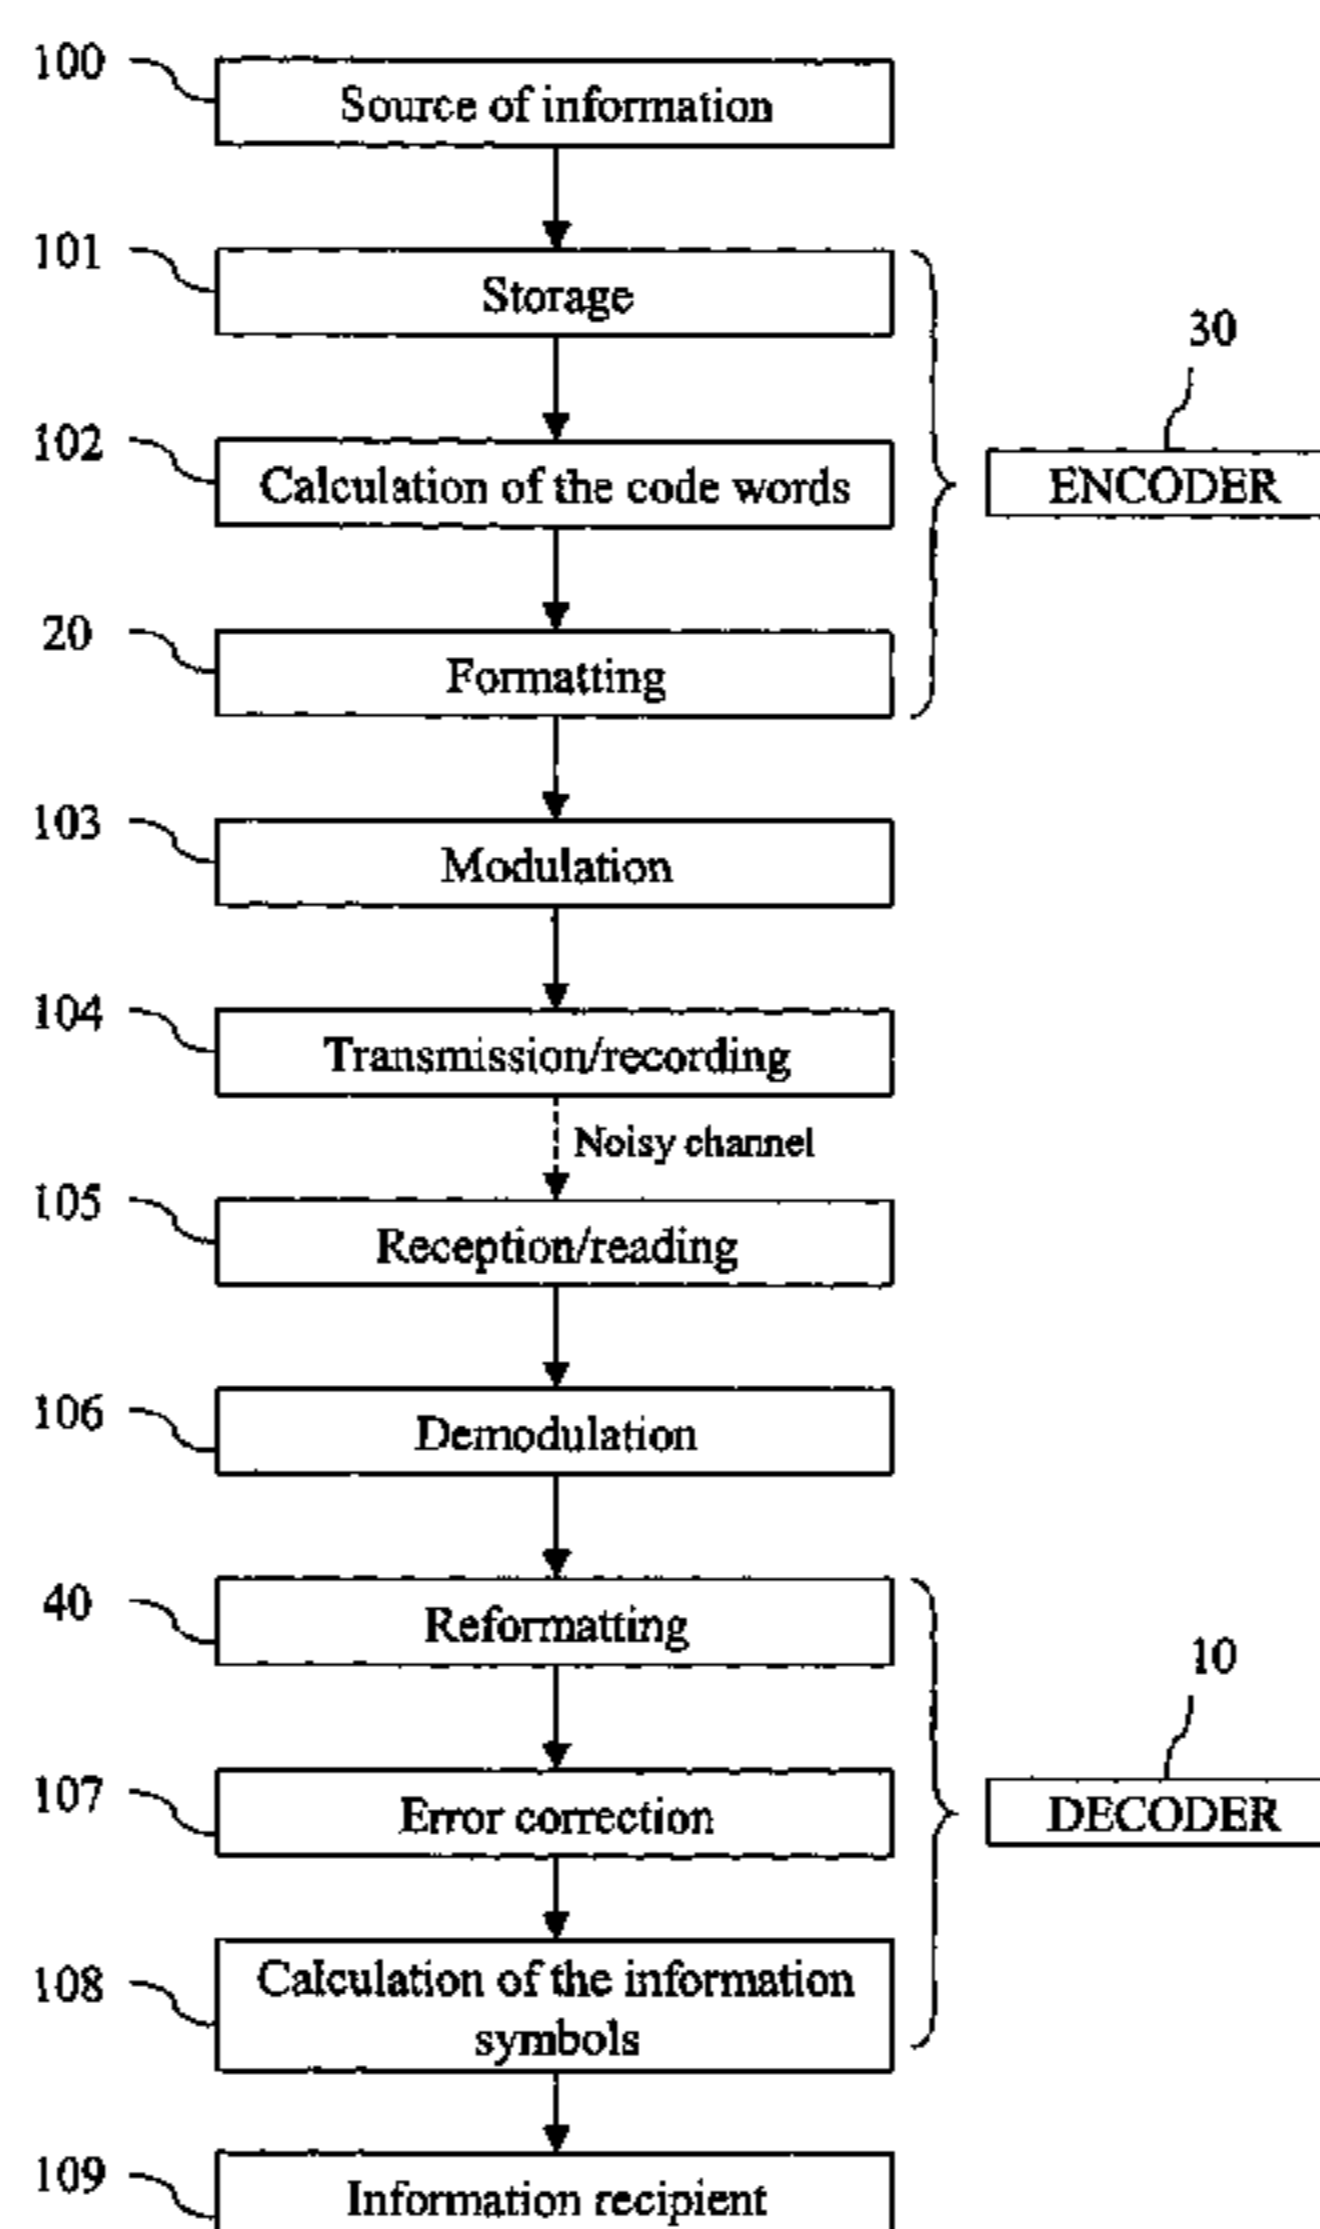 100
Source of information
101
Storage
30
102
Calculation of the code words
ENCODER
20
Formatting
103
Modulation
104
Transmission/recording
Noisy channel
105
Reception/reading
106
Demodulation
40
Reformatting
10
107
Error correction
DECODER
108
Calculation of the information
symbols
109
Information recipient